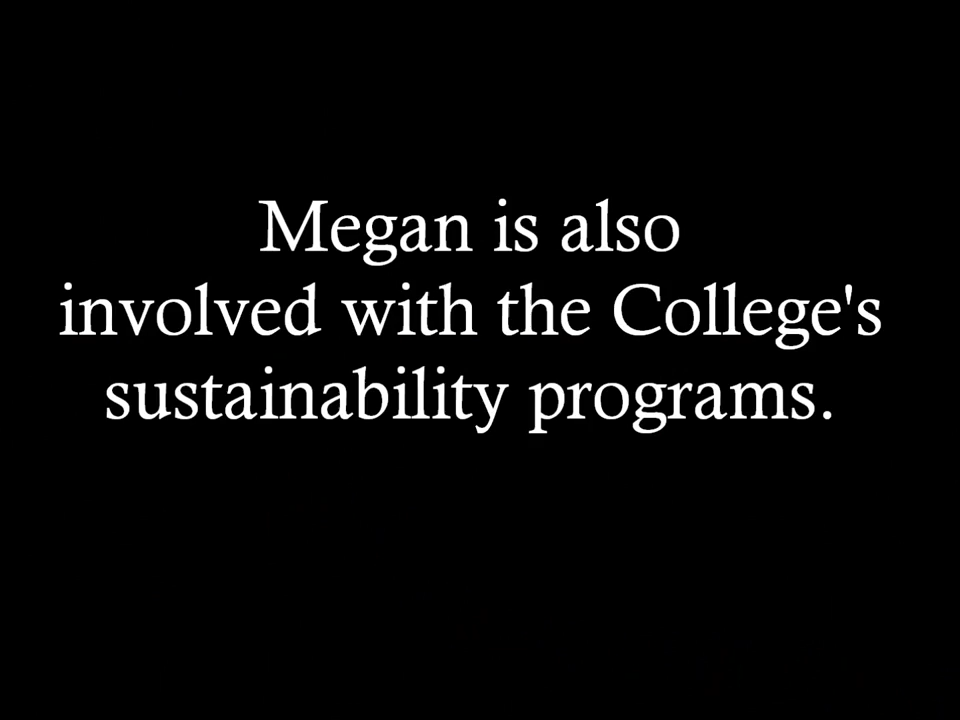 Megan is also
involved with the College's
sustainability programs.